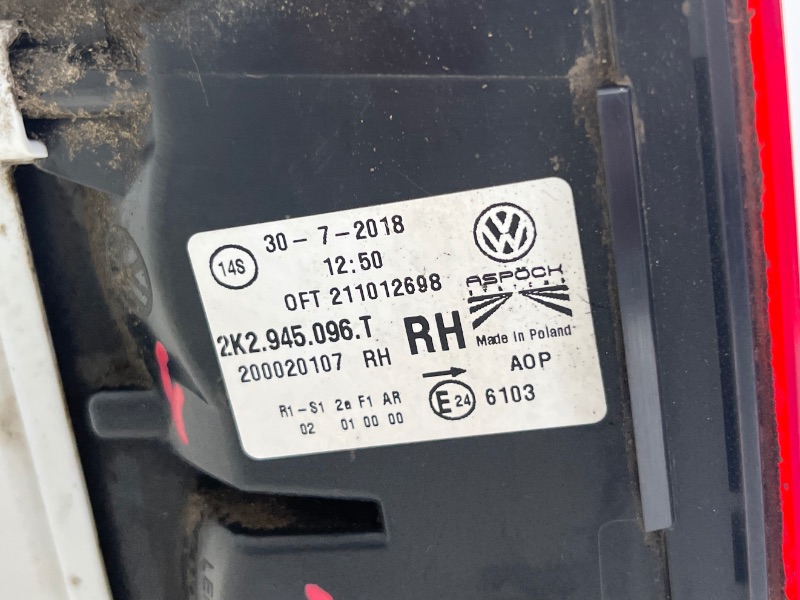 14S
30-7-2018
12:50
OFT 211012698
ASPÖCK
SYSTEMS
2K2.945.096.T
RH
Made in Poland
200020107 RH
AOP
R1-S1 2a F1 AR
02 01 00 00
E 24
6103